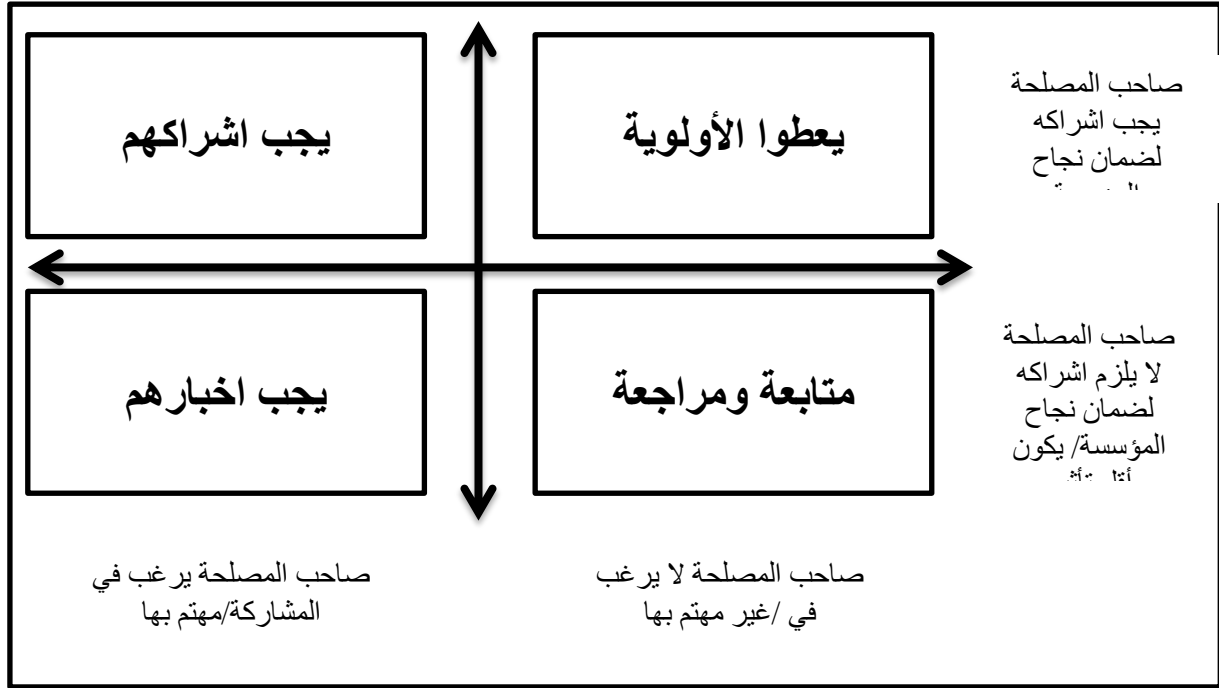 صاحب المصلحة
يجب اشراكه
لضمان نجاح
يعطوا الأولوية
يجب اشراكهم
صاحب المصلحة
لا يلزم اشراكه
لضمان نجاح
المؤسسة/ يكون
متابعة ومراجعة
يجب اخبارهم
صاحب المصلحة لا يرغب
في /غير مهتم بها
صاحب المصلحة يرغب في
المشاركة/مهتم بها